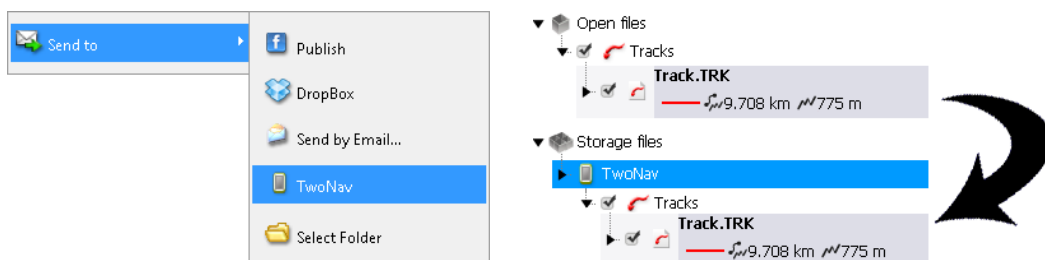 Send to
Publish
DropBox
Send by Email...
TwoNav
Select Folder
Open files
Tracks
Track.TRK
9.708 km 775 m
Storage files
TwoNav
Tracks
Track.TRK
9.708 km 775 m